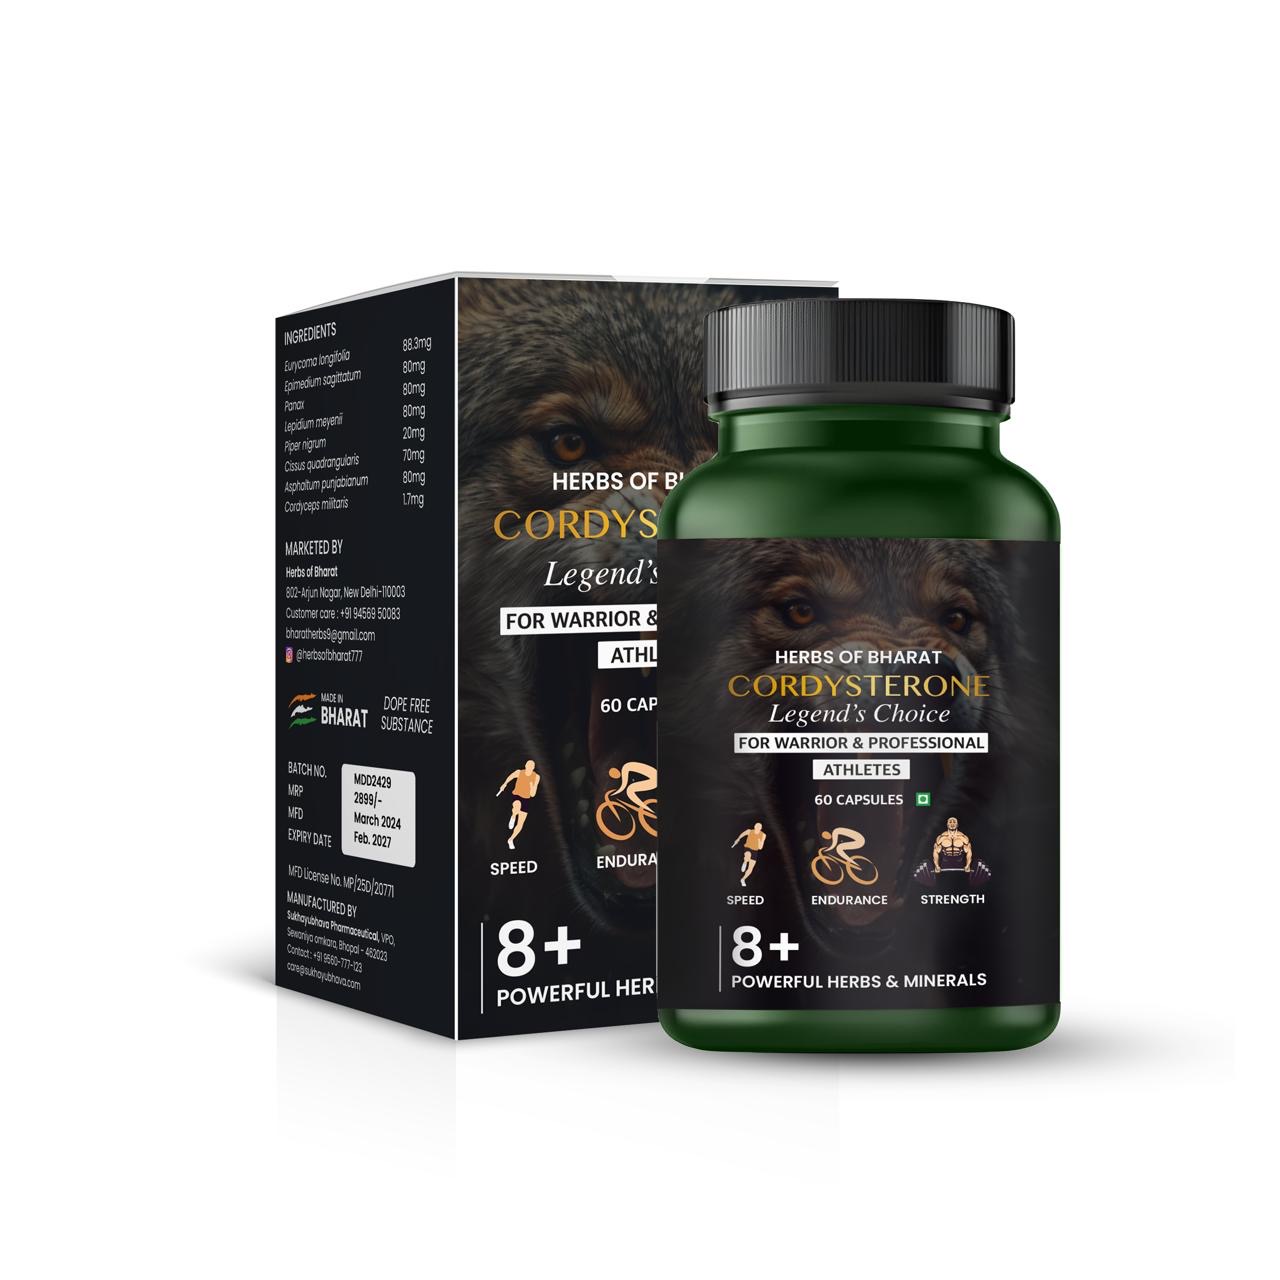 INGREDIENTS
Eurycoma longifolia 88.3mg
Epimedium sagittatum 80mg
Panax 80mg
Lepidium meyenii 80mg
Piper nigrum 20mg
Cissus quadrangularis 70mg
Asphaltum punjabianum 80mg
Cordyceps militaris 1.7mg
MARKETED BY
Herbs of Bharat
802-Arjun Nagar, New Delhi-110003
Customer care : +91 94569 50083
bharatherbs9@gmail.com
@herbsofbharat777
MADE IN
BHARAT
DOPE FREE
SUBSTANCE
BATCH NO. MDD2429
MRP 2899/-
MFD March 2024
EXPIRY DATE Feb. 2027
MFD License No. MP/25D/20771
MANUFACTURED BY
Sukhayubhava Pharmaceutical, VPO,
Sewaniya omkara, Bhopal - 462023
Contact : +91 9560-777-123
care@sukhayubhava.com
HERBS OF B
CORDYS
Legend's
FOR WARRIOR &
ATHL
60 CAP
SPEED
ENDURA
8+
POWERFUL HER
HERBS OF BHARAT
CORDYSTERONE
Legend's Choice
FOR WARRIOR & PROFESSIONAL
ATHLETES
60 CAPSULES
SPEED ENDURANCE STRENGTH
8+
POWERFUL HERBS & MINERALS